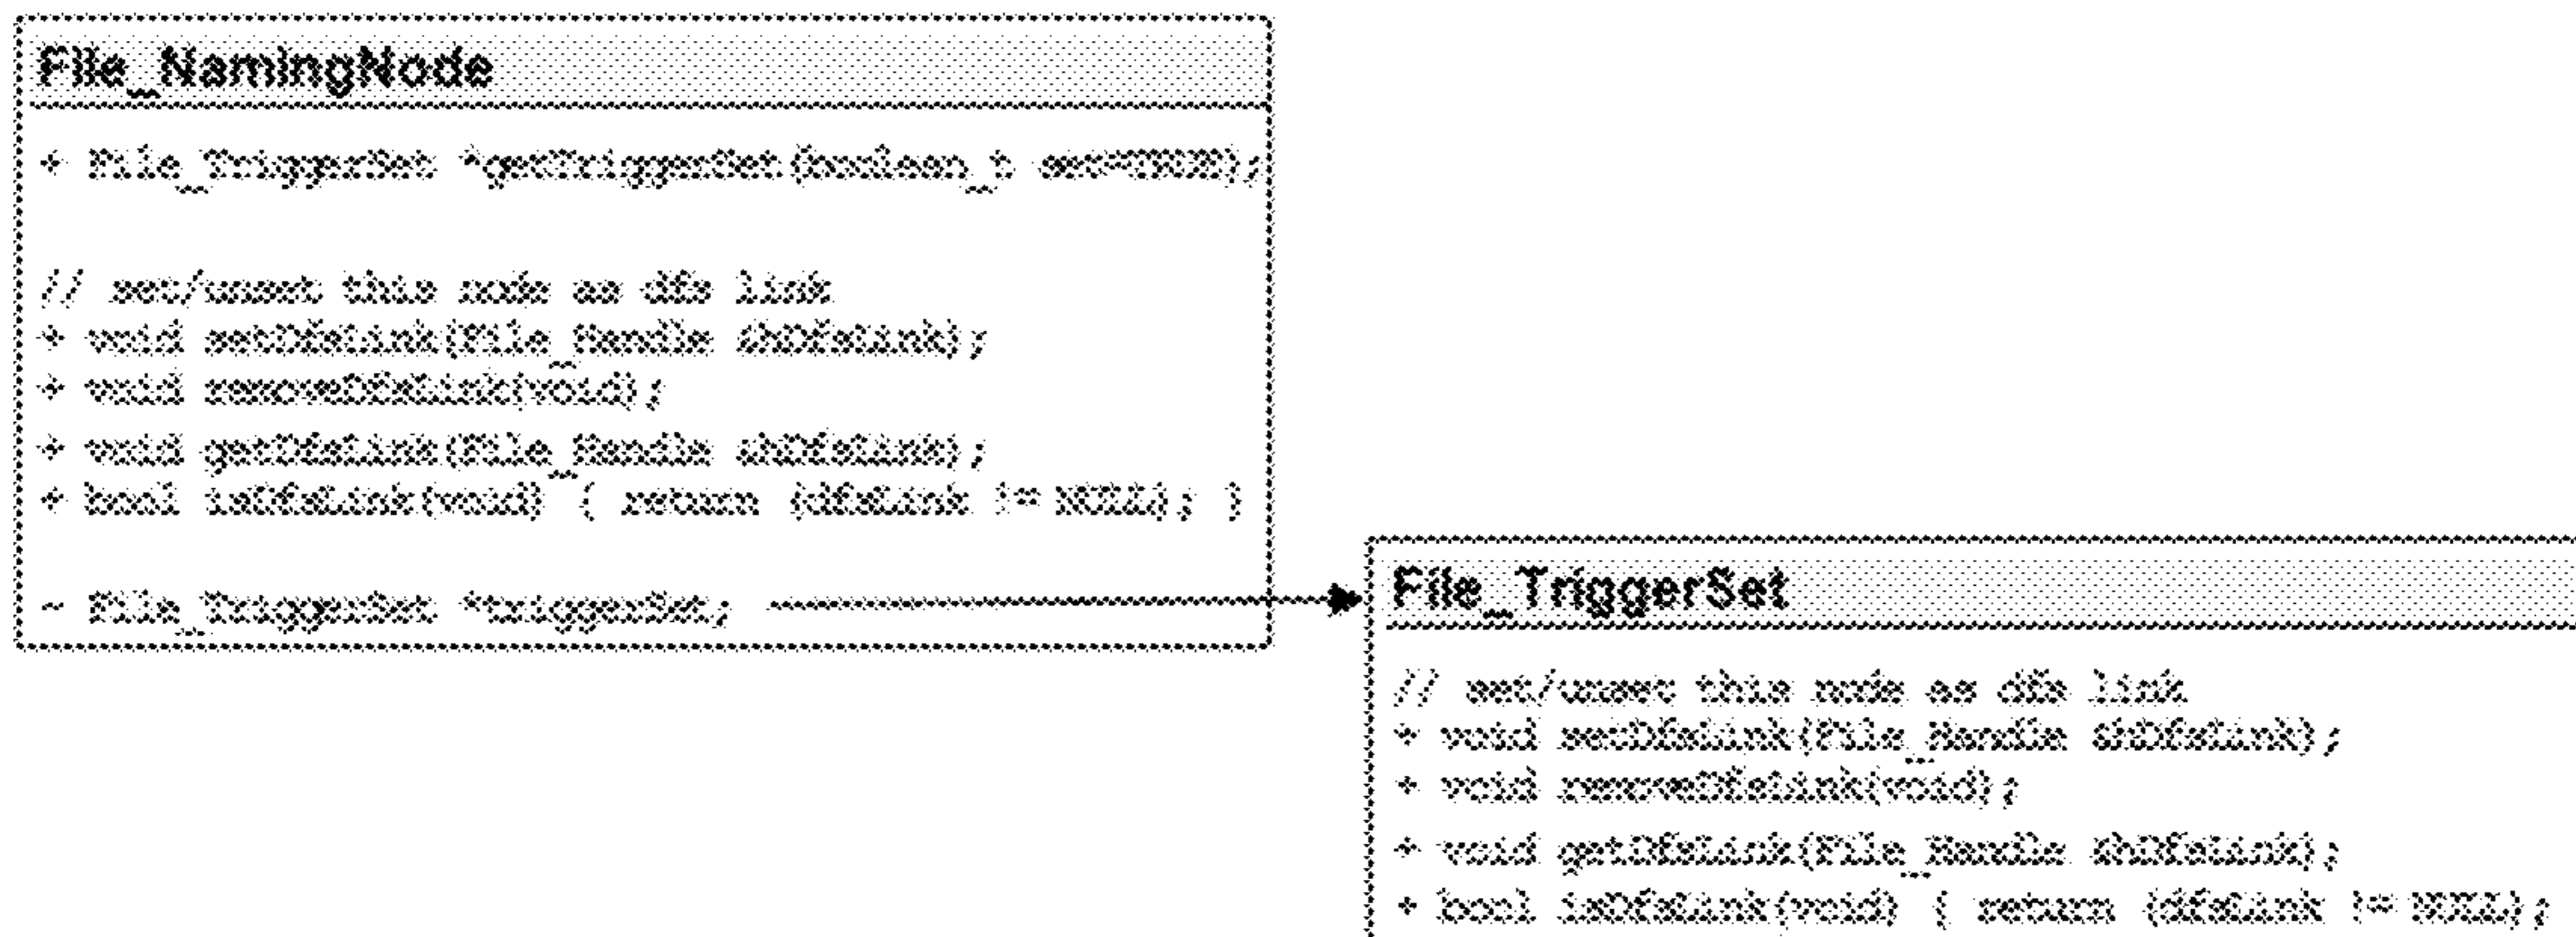 File_NamingNode
+ File_TriggerSet *getTriggerSet(boolean_t set=TRUE);
// set/unset this node as dfs link
+ void setDfsLink(File_Handle &hDfsLink);
+ void removeDfsLink(void);
+ void getDfsLink(File_Handle &hDfsLink);
+ bool isDfsLink(void) { return (dfsLink != NULL); }
- File_TriggerSet *triggerSet;
File_TriggerSet
// set/unset this node as dfs link
+ void setDfsLink(File_Handle &hDfsLink);
+ void removeDfsLink(void);
+ void getDfsLink(File_Handle &hDfsLink);
+ bool isDfsLink(void) { return (dfsLink != NULL);